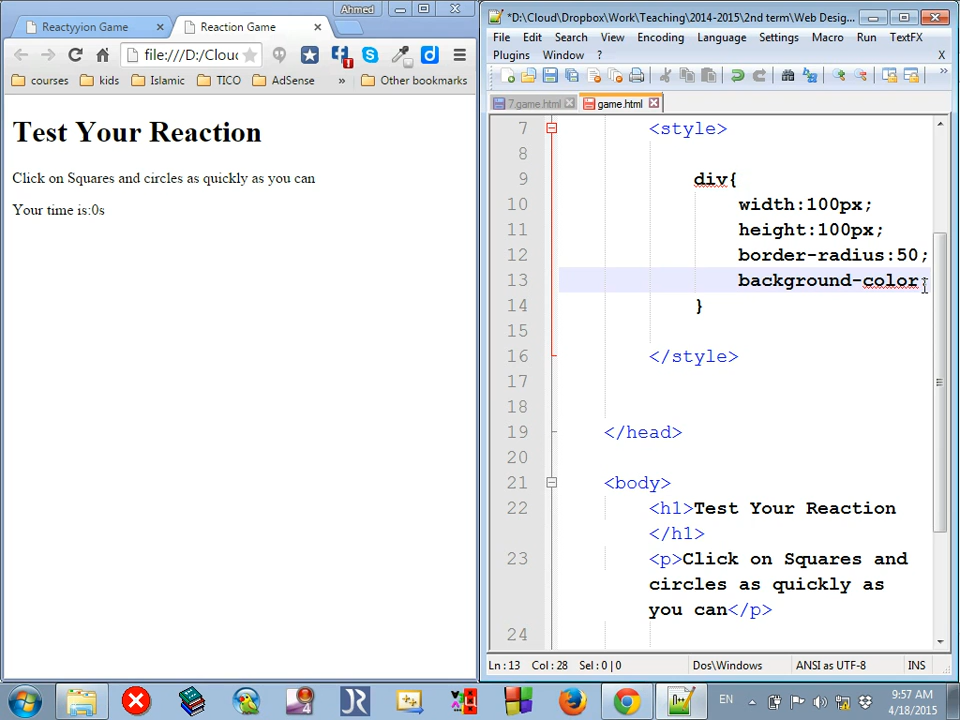 Reactyyion Game
Reaction Game
Ahmed
file:///D:/Clouc
1
courses
kids
Islamic
TICO
AdSense
»
Other bookmarks
Test Your Reaction
Click on Squares and circles as quickly as you can
Your time is:0s
*D:\Cloud\Dropbox\Work\Teaching\2014-2015\2nd term\Web Desig...
File Edit Search View Encoding Language Settings Macro Run TextFX
Plugins Window ? X
7.game.html
game.html
7 <style>
8
9 div{
10 width:100px;
11 height:100px;
12 border-radius:50;
13 background-color;
14 }
15
16 </style>
17
18
19 </head>
20
21 <body>
22 <h1>Test Your Reaction
</h1>
23 <p>Click on Squares and
circles as quickly as
you can</p>
24
Ln:13 Col:28 Sel:0|0 Dos\Windows ANSI as UTF-8 INS
EN
9:57 AM
4/18/2015